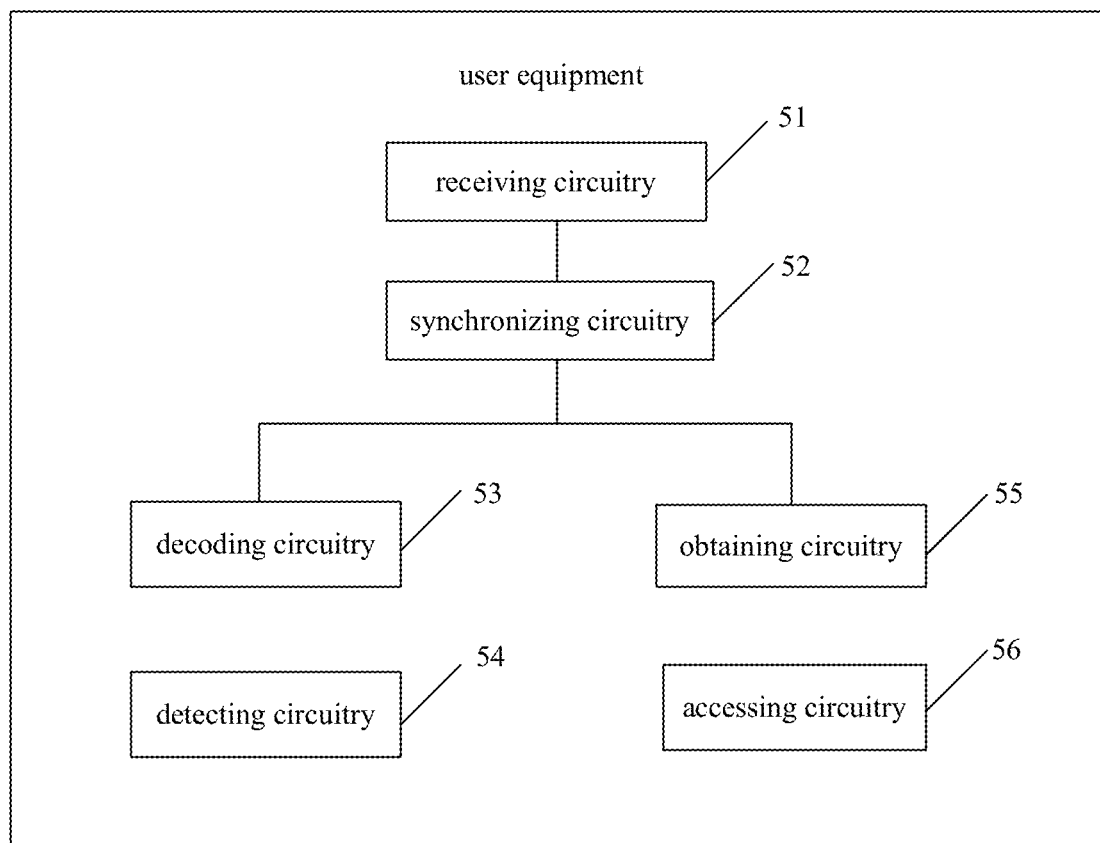 user equipment
51
receiving circuitry
52
synchronizing circuitry
53
decoding circuitry
55
obtaining circuitry
54
detecting circuitry
56
accessing circuitry